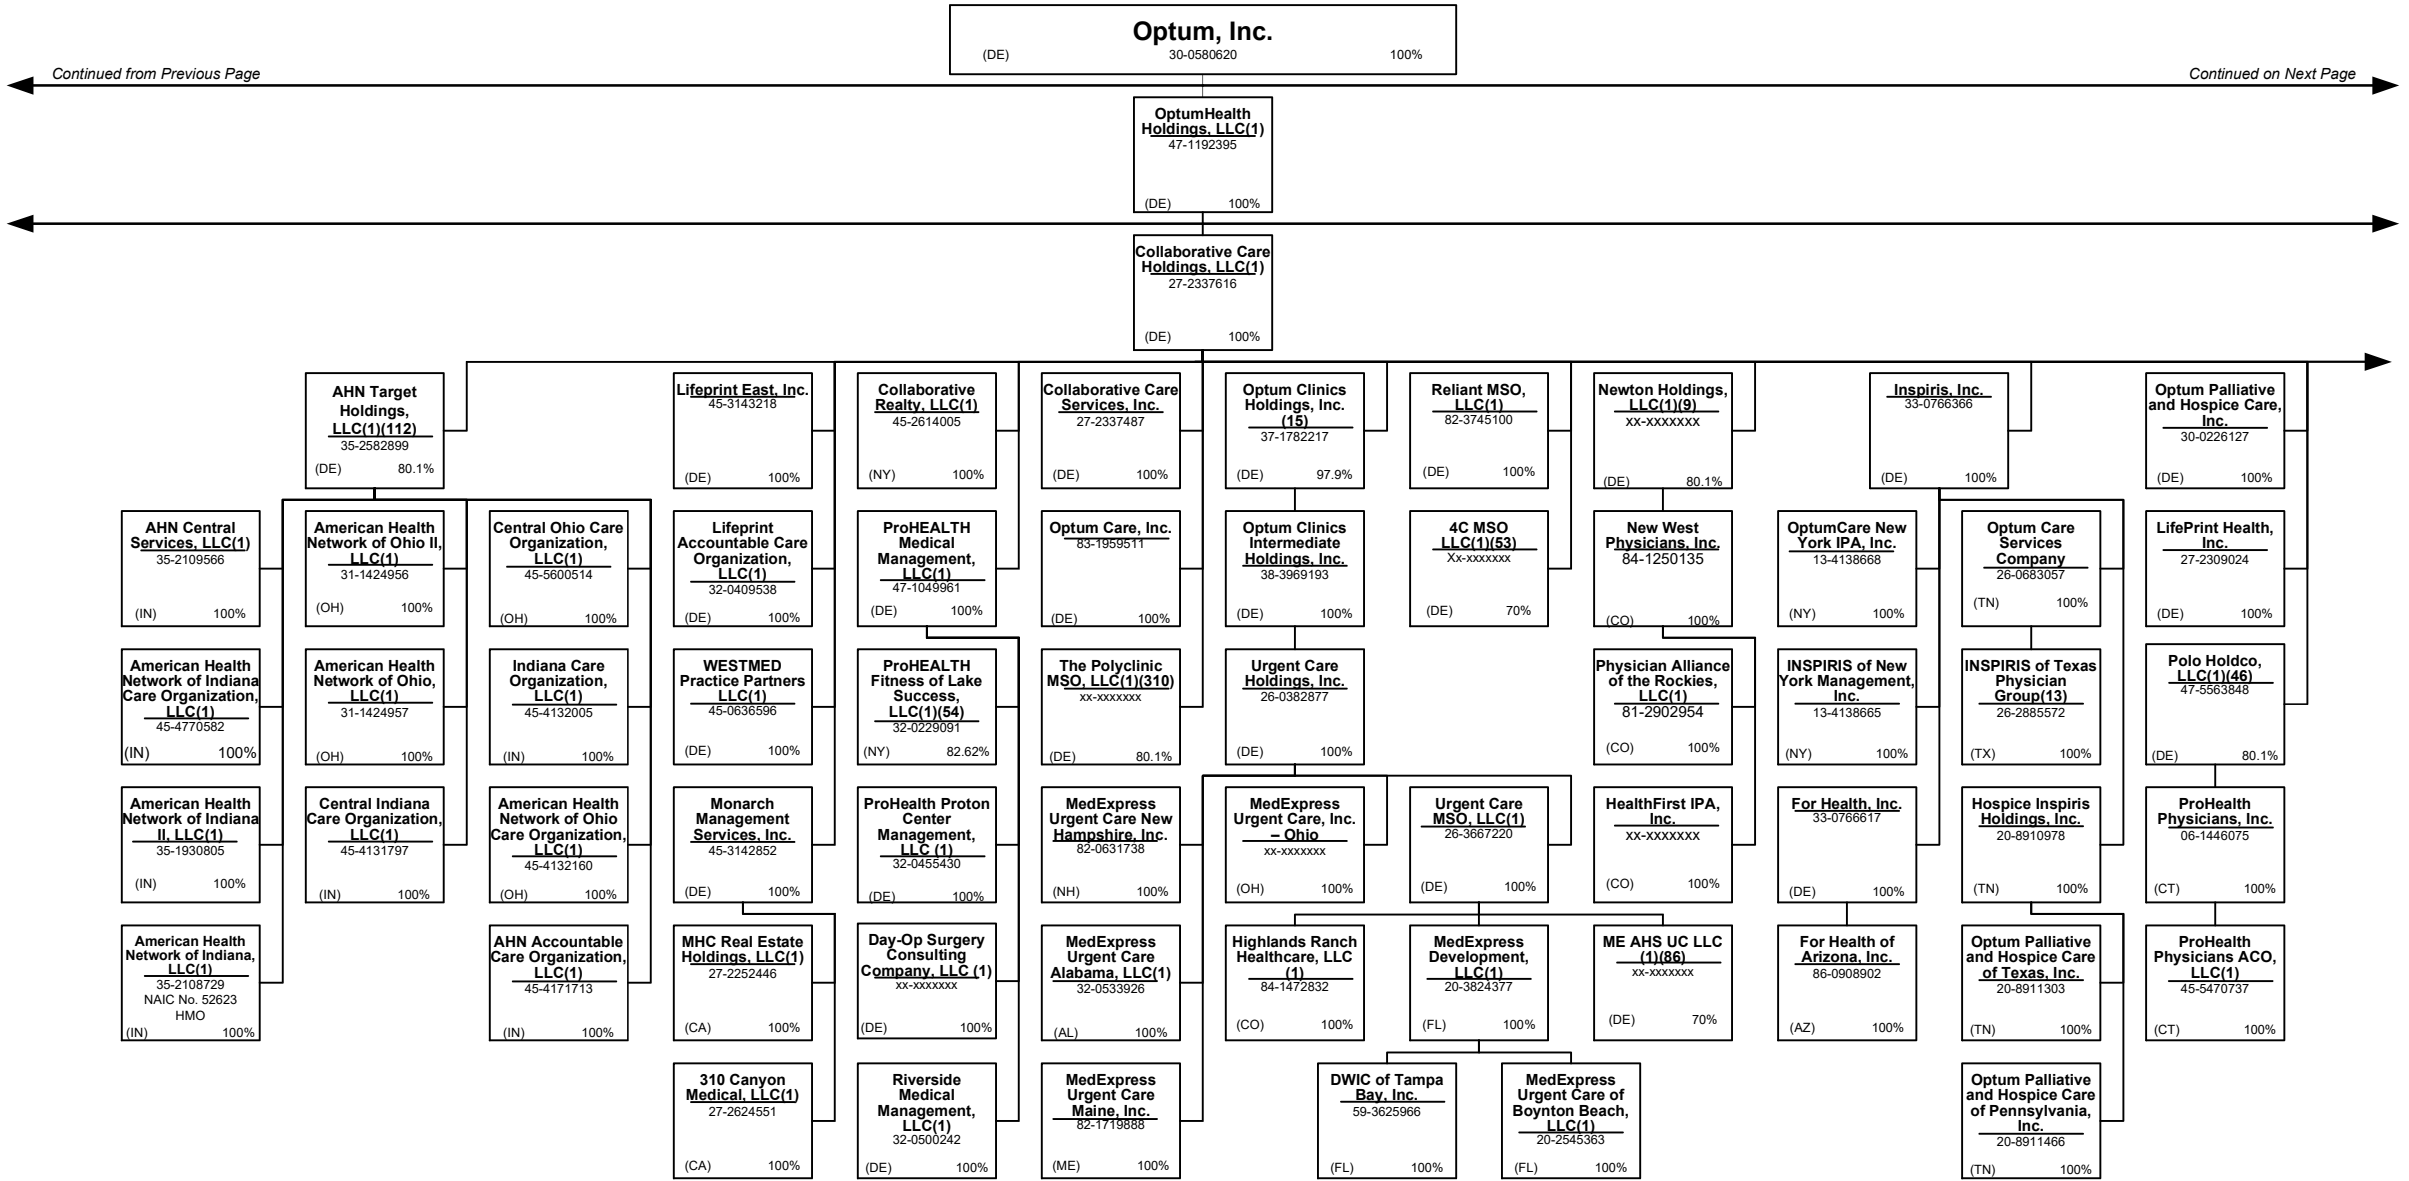 Optum, Inc.
(DE) 30-0580620 100%
Continued from Previous Page
Continued on Next Page
OptumHealth
Holdings, LLC(1)
47-1192395
(DE) 100%
Collaborative Care
Holdings, LLC(1)
27-2337616
(DE) 100%
AHN Target
Holdings,
LLC(1)(112)
35-2582899
(DE) 80.1%
Lifeprint East, Inc.
45-3143218
(DE) 100%
Collaborative
Realty, LLC(1)
45-2614005
(NY) 100%
Collaborative Care
Services, Inc.
27-2337487
(DE) 100%
Optum Clinics
Holdings, Inc.
(15)
37-1782217
(DE) 97.9%
Reliant MSO,
LLC(1)
82-3745100
(DE) 100%
Newton Holdings,
LLC(1)(9)
xx-xxxxxxx
(DE) 80.1%
Inspiris, Inc.
33-0766366
(DE) 100%
Optum Palliative
and Hospice Care,
Inc.
30-0226127
(DE) 100%
AHN Central
Services, LLC(1)
35-2109566
(IN) 100%
American Health
Network of Ohio II,
LLC(1)
31-1424956
(OH) 100%
Central Ohio Care
Organization,
LLC(1)
45-5600514
(OH) 100%
Lifeprint
Accountable Care
Organization,
LLC(1)
32-0409538
(DE) 100%
ProHEALTH
Medical
Management,
LLC(1)
47-1049961
(DE) 100%
Optum Care, Inc.
83-1959511
(DE) 100%
Optum Clinics
Intermediate
Holdings, Inc.
38-3969193
(DE) 100%
4C MSO
LLC(1)(53)
Xx-xxxxxxx
(DE) 70%
New West
Physicians, Inc.
84-1250135
(CO) 100%
OptumCare New
York IPA, Inc.
13-4138668
(NY) 100%
Optum Care
Services
Company
26-0683057
(TN) 100%
LifePrint Health,
Inc.
27-2309024
(DE) 100%
American Health
Network of Indiana
Care Organization,
LLC(1)
45-4770582
(IN) 100%
American Health
Network of Ohio,
LLC(1)
31-1424957
(OH) 100%
Indiana Care
Organization,
LLC(1)
45-4132005
(IN) 100%
WESTMED
Practice Partners
LLC(1)
45-0636596
(DE) 100%
ProHEALTH
Fitness of Lake
Success,
LLC(1)(54)
32-0229091
(NY) 82.62%
The Polyclinic
MSO, LLC(1)(310)
xx-xxxxxxx
(DE) 80.1%
Urgent Care
Holdings, Inc.
26-0382877
(DE) 100%
Physician Alliance
of the Rockies,
LLC(1)
81-2902954
(CO) 100%
INSPIRIS of New
York Management,
Inc.
13-4138665
(NY) 100%
INSPIRIS of Texas
Physician
Group(13)
26-2885572
(TX) 100%
Polo Holdco,
LLC(1)(46)
47-5563848
(DE) 80.1%
American Health
Network of Indiana
II, LLC(1)
35-1930805
(IN) 100%
Central Indiana
Care Organization,
LLC(1)
45-4131797
(IN) 100%
American Health
Network of Ohio
Care Organization,
LLC(1)
45-4132160
(OH) 100%
Monarch
Management
Services, Inc.
45-3142852
(DE) 100%
ProHealth Proton
Center
Management,
LLC (1)
32-0455430
(DE) 100%
MedExpress
Urgent Care New
Hampshire, Inc.
82-0631738
(NH) 100%
MedExpress
Urgent Care, Inc.
– Ohio
xx-xxxxxxx
(OH) 100%
Urgent Care
MSO, LLC(1)
26-3667220
(DE) 100%
HealthFirst IPA,
Inc.
xx-xxxxxxx
(CO) 100%
For Health, Inc.
33-0766617
(DE) 100%
Hospice Inspiris
Holdings, Inc.
20-8910978
(TN) 100%
ProHealth
Physicians, Inc.
06-1446075
(CT) 100%
American Health
Network of Indiana,
LLC(1)
35-2108729
NAIC No. 52623
HMO
(IN) 100%
AHN Accountable
Care Organization,
LLC(1)
45-4171713
(IN) 100%
MHC Real Estate
Holdings, LLC(1)
27-2252446
(CA) 100%
Day-Op Surgery
Consulting
Company, LLC (1)
xx-xxxxxxx
(DE) 100%
MedExpress
Urgent Care
Alabama, LLC(1)
32-0533926
(AL) 100%
Highlands Ranch
Healthcare, LLC
(1)
84-1472832
(CO) 100%
MedExpress
Development,
LLC(1)
20-3824377
(FL) 100%
ME AHS UC LLC
(1)(86)
xx-xxxxxxx
(DE) 70%
For Health of
Arizona, Inc.
86-0908902
(AZ) 100%
Optum Palliative
and Hospice Care
of Texas, Inc.
20-8911303
(TN) 100%
ProHealth
Physicians ACO,
LLC(1)
45-5470737
(CT) 100%
310 Canyon
Medical, LLC(1)
27-2624551
(CA) 100%
Riverside
Medical
Management,
LLC(1)
32-0500242
(DE) 100%
MedExpress
Urgent Care
Maine, Inc.
82-1719888
(ME) 100%
DWIC of Tampa
Bay, Inc.
59-3625966
(FL) 100%
MedExpress
Urgent Care of
Boynton Beach,
LLC(1)
20-2545363
(FL) 100%
Optum Palliative
and Hospice Care
of Pennsylvania,
Inc.
20-8911466
(TN) 100%